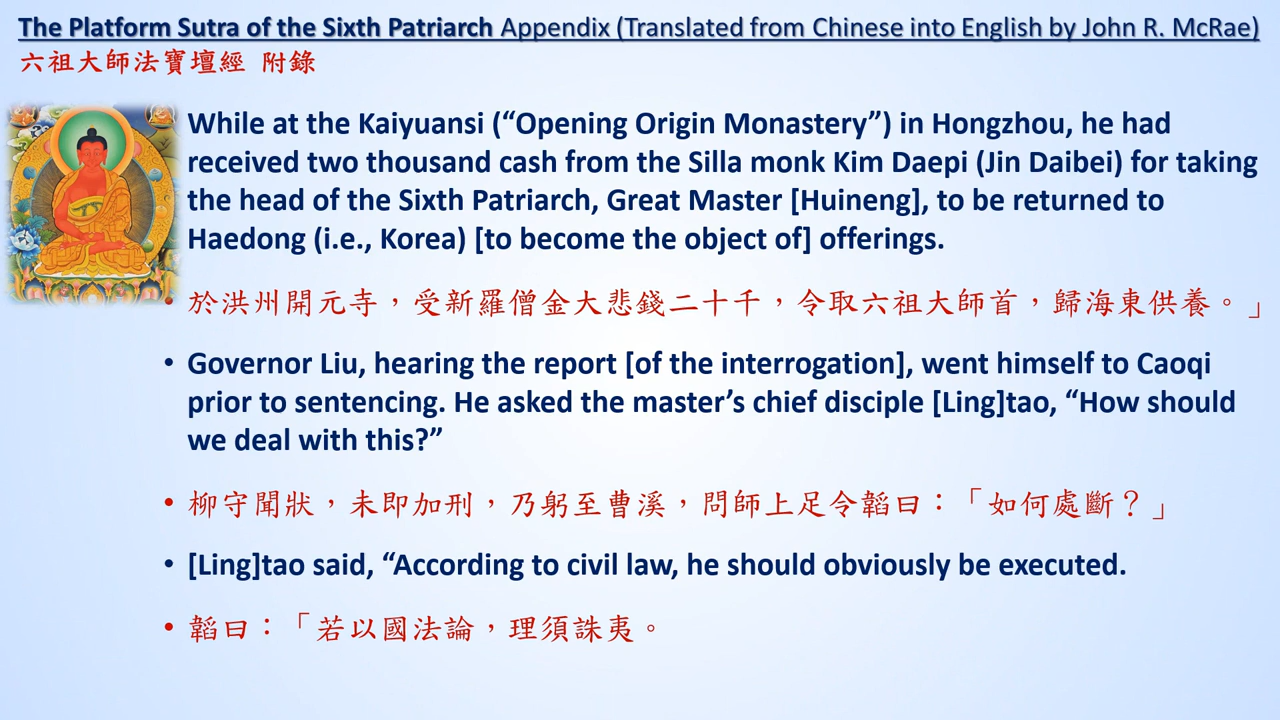 The Platform Sutra of the Sixth Patriarch Appendix (Translated from Chinese into English by John R. McRae)
六祖大師法寶壇經 附錄
While at the Kaiyuansi (“Opening Origin Monastery”) in Hongzhou, he had
received two thousand cash from the Silla monk Kim Daepi (Jin Daibei) for taking
the head of the Sixth Patriarch, Great Master [Huineng], to be returned to
Haedong (i.e., Korea) [to become the object of] offerings.
• 於洪州開元寺，受新羅僧金大悲錢二十千，令取六祖大師首，歸海東供養。」
• Governor Liu, hearing the report [of the interrogation], went himself to Caoqi
prior to sentencing. He asked the master’s chief disciple [Ling]tao, “How should
we deal with this?”
• 柳守聞狀，未即加刑，乃躬至曹溪，問師上足令韜曰：「如何處斷？」
• [Ling]tao said, “According to civil law, he should obviously be executed.
• 韜曰：「若以國法論，理須誅夷。